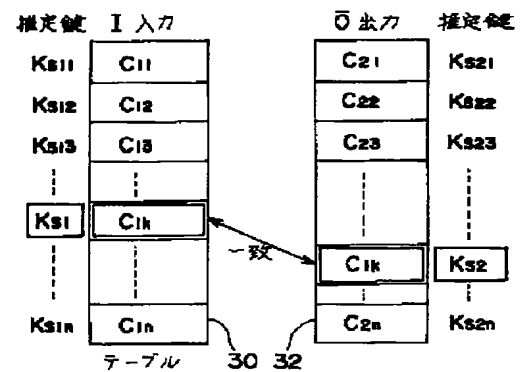 推定鍵 I 入力 Ō 出力 推定鍵
Ks11 C11 C21 Ks21
Ks12 C12 C22 Ks22
Ks13 C13 C23 Ks23
Ks1 C1k
一致
C1k Ks2
Ks1n C1n C2n Ks2n
テーブル 30 32